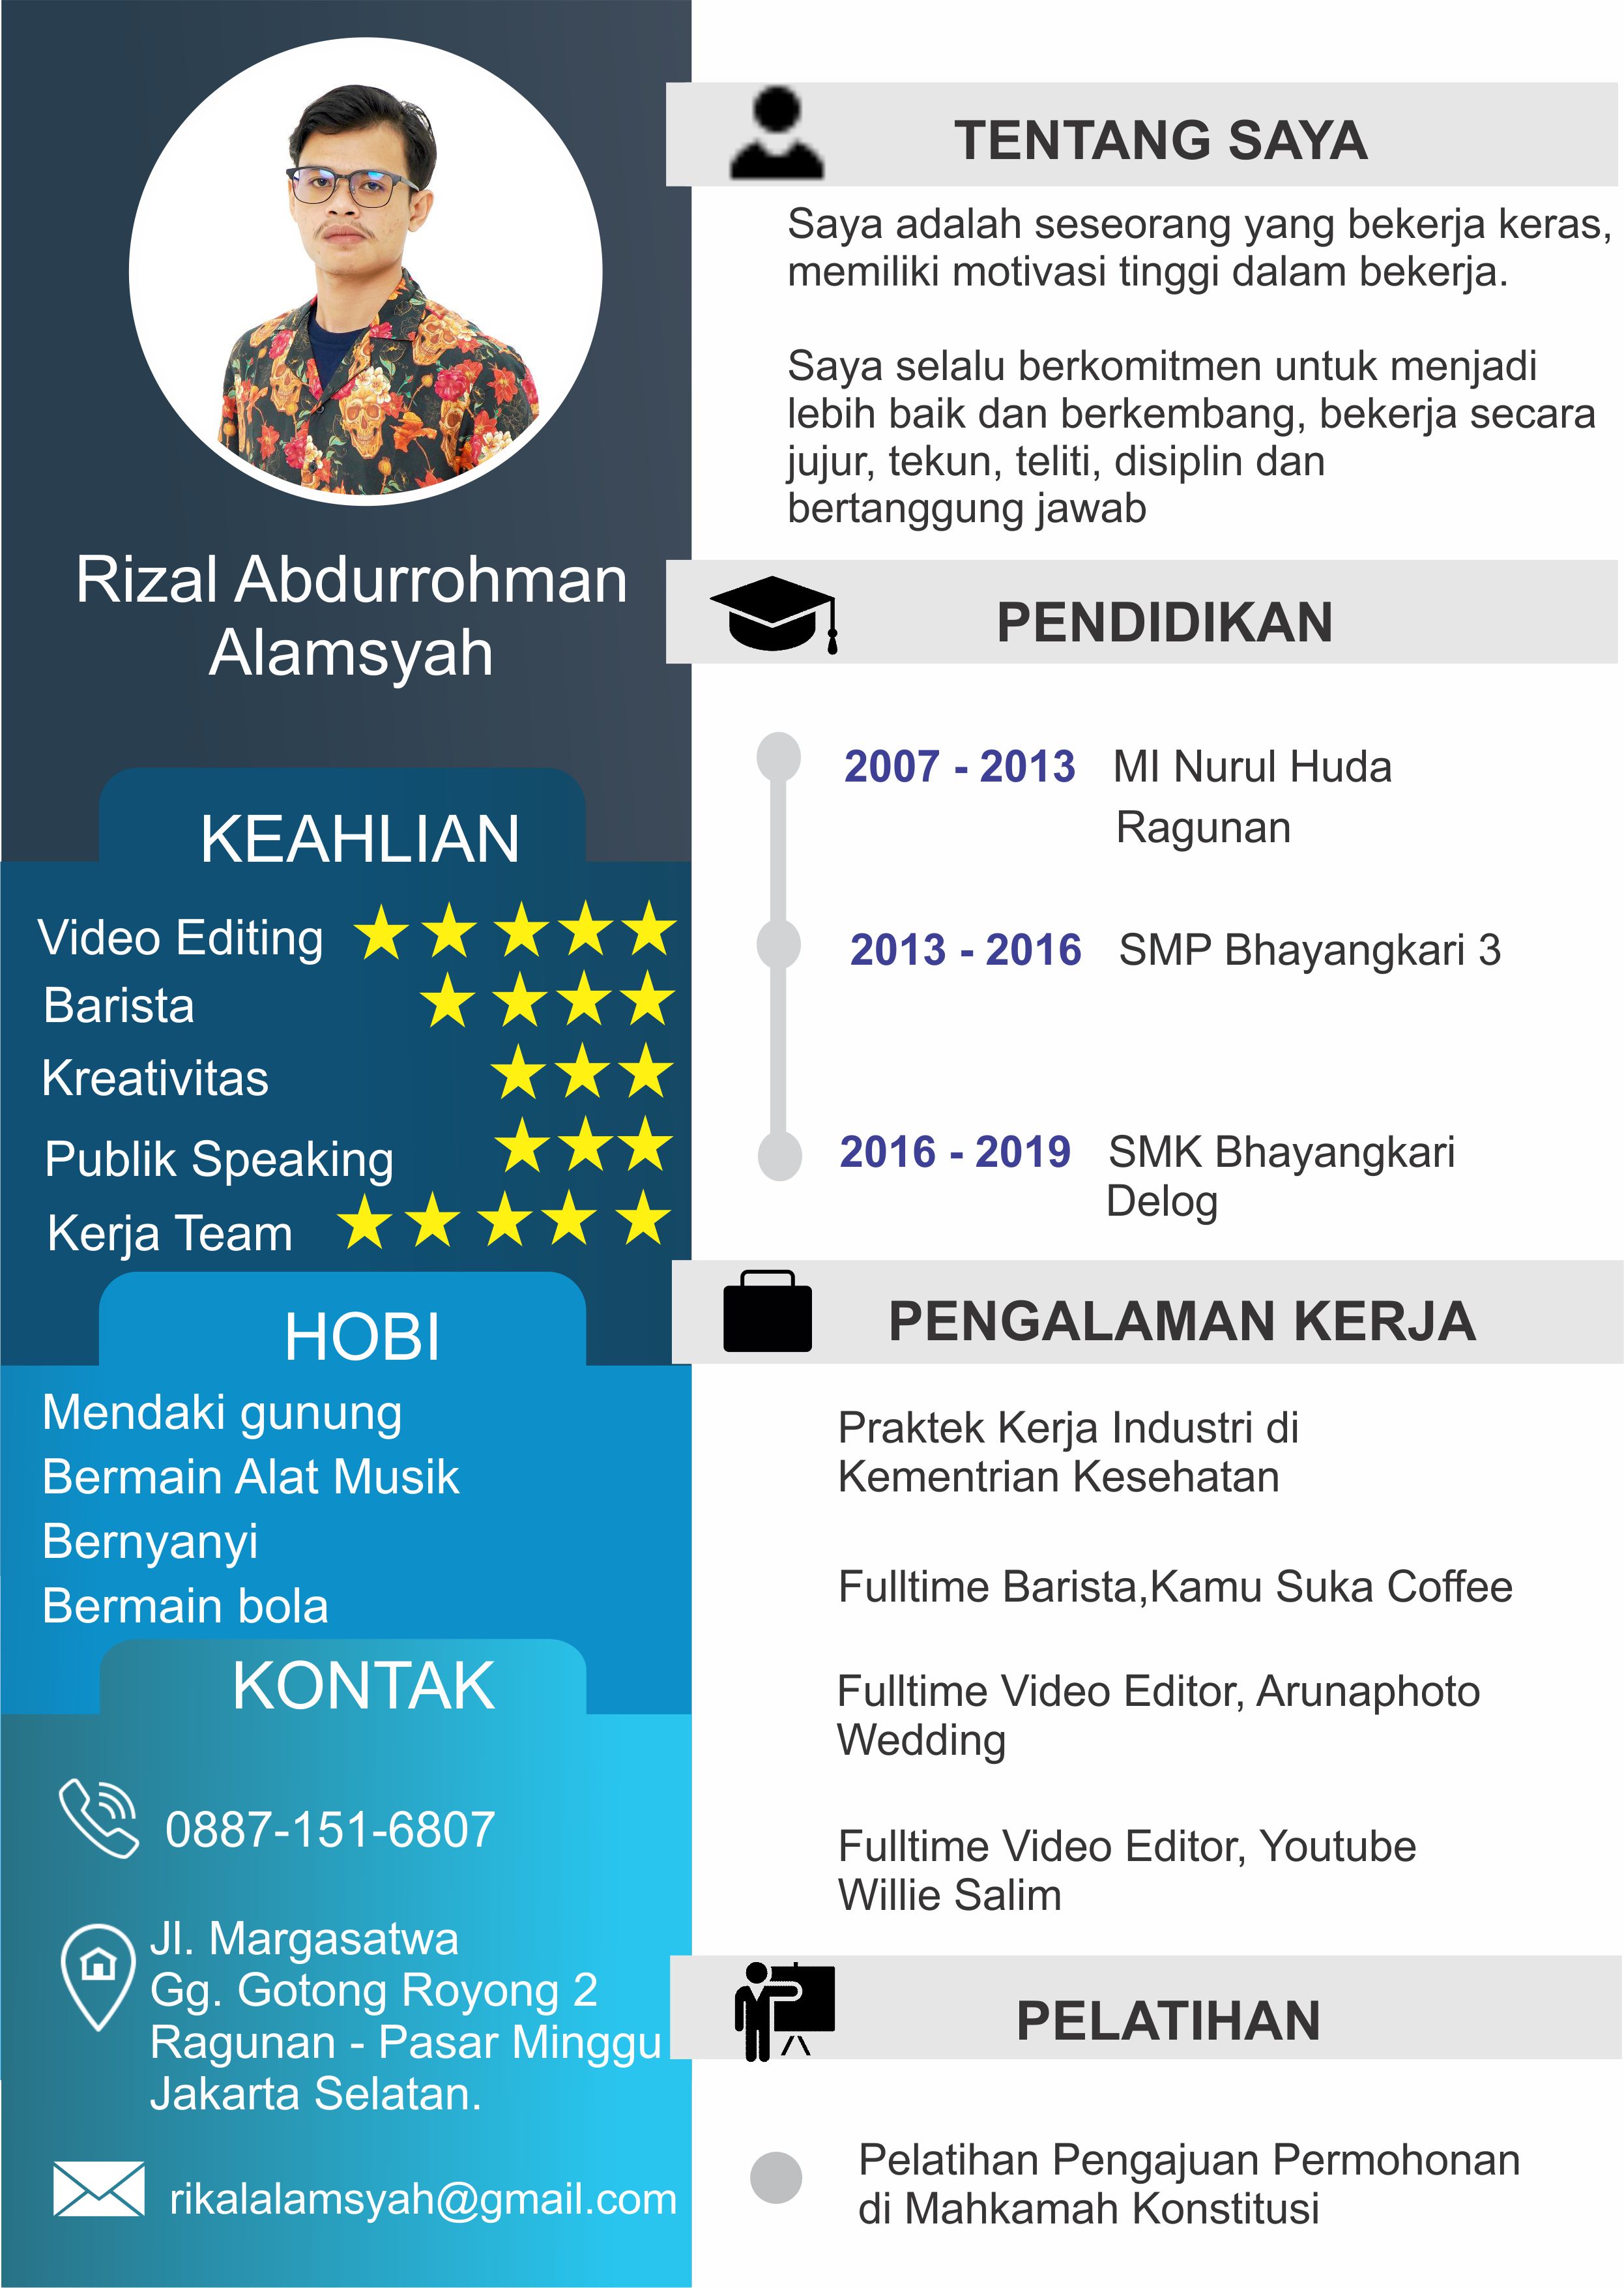 Rizal Abdurrohman
Alamsyah
KEAHLIAN
Video Editing
Barista
Kreativitas
Publik Speaking
Kerja Team
HOBI
Mendaki gunung
Bermain Alat Musik
Bernyanyi
Bermain bola
KONTAK
0887-151-6807
Jl. Margasatwa
Gg. Gotong Royong 2
Ragunan - Pasar Minggu
Jakarta Selatan.
rikalalamsyah@gmail.com
TENTANG SAYA
Saya adalah seseorang yang bekerja keras,
memiliki motivasi tinggi dalam bekerja.
Saya selalu berkomitmen untuk menjadi
lebih baik dan berkembang, bekerja secara
jujur, tekun, teliti, disiplin dan
bertanggung jawab
PENDIDIKAN
2007 - 2013 MI Nurul Huda
Ragunan
2013 - 2016 SMP Bhayangkari 3
2016 - 2019 SMK Bhayangkari
Delog
PENGALAMAN KERJA
Praktek Kerja Industri di
Kementrian Kesehatan
Fulltime Barista,Kamu Suka Coffee
Fulltime Video Editor, Arunaphoto
Wedding
Fulltime Video Editor, Youtube
Willie Salim
PELATIHAN
Pelatihan Pengajuan Permohonan
di Mahkamah Konstitusi